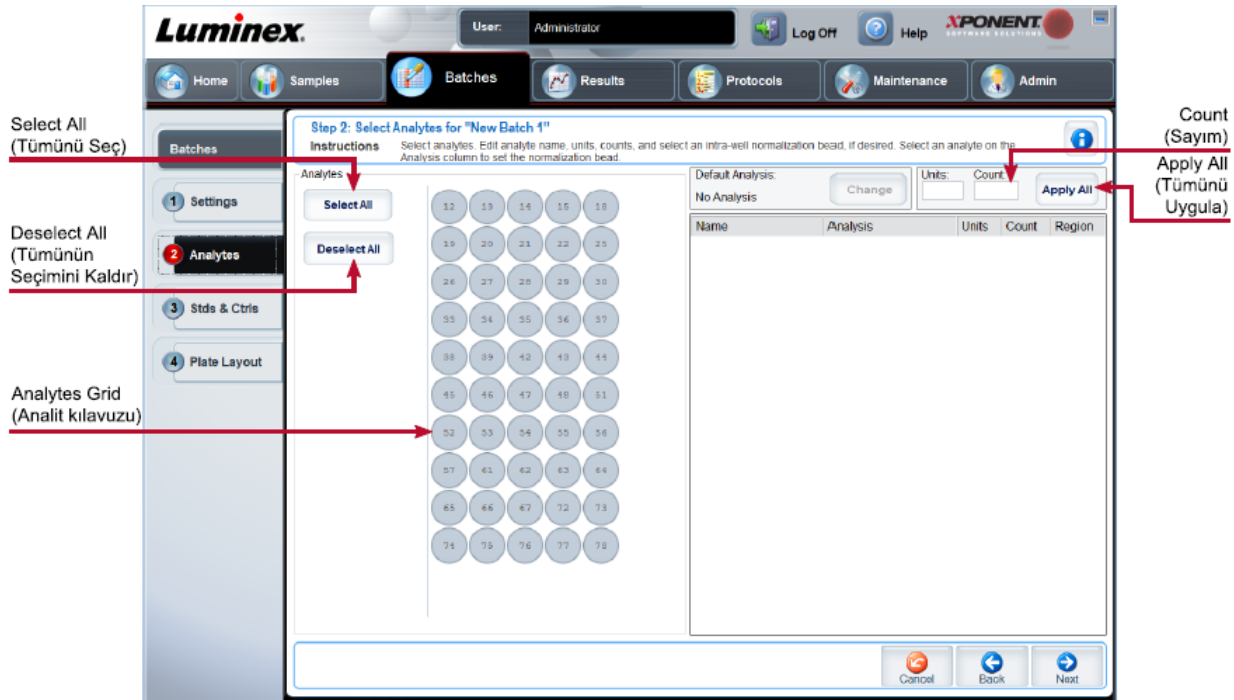 Luminex.
User: Administrator
Log Off
Help
XPONENT.
SOFTWARE SOLUTIONS
Home
Samples
Batches
Results
Protocols
Maintenance
Admin
Select All
(Tümünü Seç)
Deselect All
(Tümünün
Seçimini Kaldır)
Analytes Grid
(Analit kılavuzu)
Count
(Sayım)
Apply All
(Tümünü
Uygula)
Batches
1 Settings
2 Analytes
3 Stds & Ctrls
4 Plate Layout
Step 2: Select Analytes for "New Batch 1"
Instructions Select analytes. Edit analyte name, units, counts, and select an intra-well normalization bead, if desired. Select an analyte on the
Analysis column to set the normalization bead.
Analytes
Select All
Deselect All
12 13 14 15 18
19 20 21 22 25
26 27 28 29 30
33 34 35 36 37
38 39 42 43 44
45 46 47 48 51
52 53 54 55 56
57 61 62 63 64
65 66 67 72 73
74 75 76 77 78
Default Analysis:
No Analysis
Change
Units:
Count:
Apply All
Name Analysis Units Count Region
Cancel
Back
Next